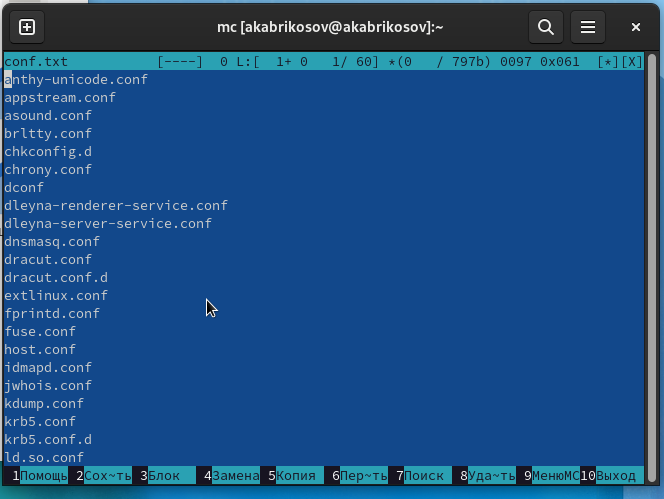 mc [akabrikosov@akabrikosov]:~
conf.txt [----] 0 L:[ 1+ 0 1/ 60] *(0 / 797b) 0097 0x061 [*][X]
anthy-unicode.conf
appstream.conf
asound.conf
brltty.conf
chkconfig.d
chrony.conf
dconf
dleyna-renderer-service.conf
dleyna-server-service.conf
dnsmasq.conf
dracut.conf
dracut.conf.d
extlinux.conf
fprintd.conf
fuse.conf
host.conf
idmapd.conf
jwhois.conf
kdump.conf
krb5.conf
krb5.conf.d
ld.so.conf
1Помощь 2Сох~ть 3Блок 4Замена 5Копия 6Пер~ть 7Поиск 8Уда~ть 9МенюMC 10Выход